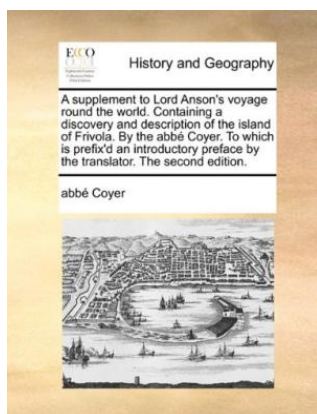 ECCO
History and Geography
A supplement to Lord Anson's voyage
round the world. Containing a
discovery and description of the island
of Frivola. By the abbé Coyer. To which
is prefix'd an introductory preface by
the translator. The second edition.
abbé Coyer